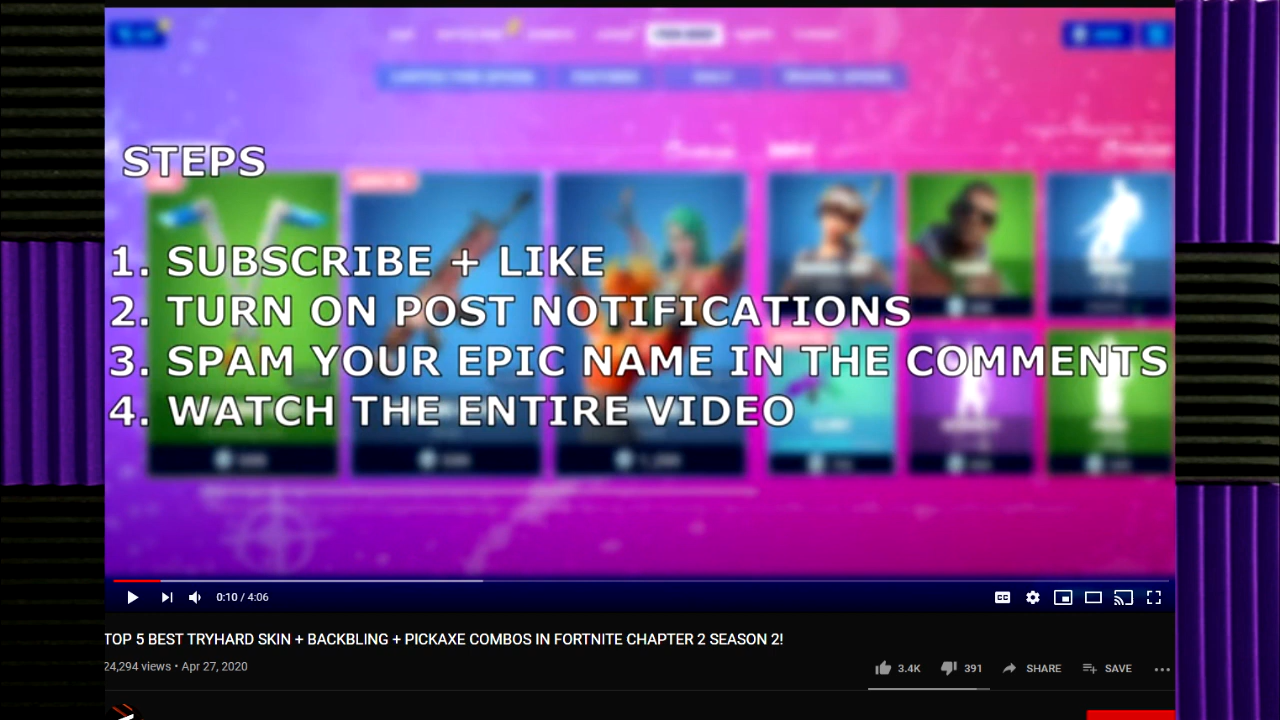 STEPS
1. SUBSCRIBE + LIKE
2. TURN ON POST NOTIFICATIONS
3. SPAM YOUR EPIC NAME IN THE COMMENTS
4. WATCH THE ENTIRE VIDEO
0:10 / 4:06
CC
TOP 5 BEST TRYHARD SKIN + BACKBLING + PICKAXE COMBOS IN FORTNITE CHAPTER 2 SEASON 2!
24,294 views • Apr 27, 2020
3.4K 391 SHARE SAVE